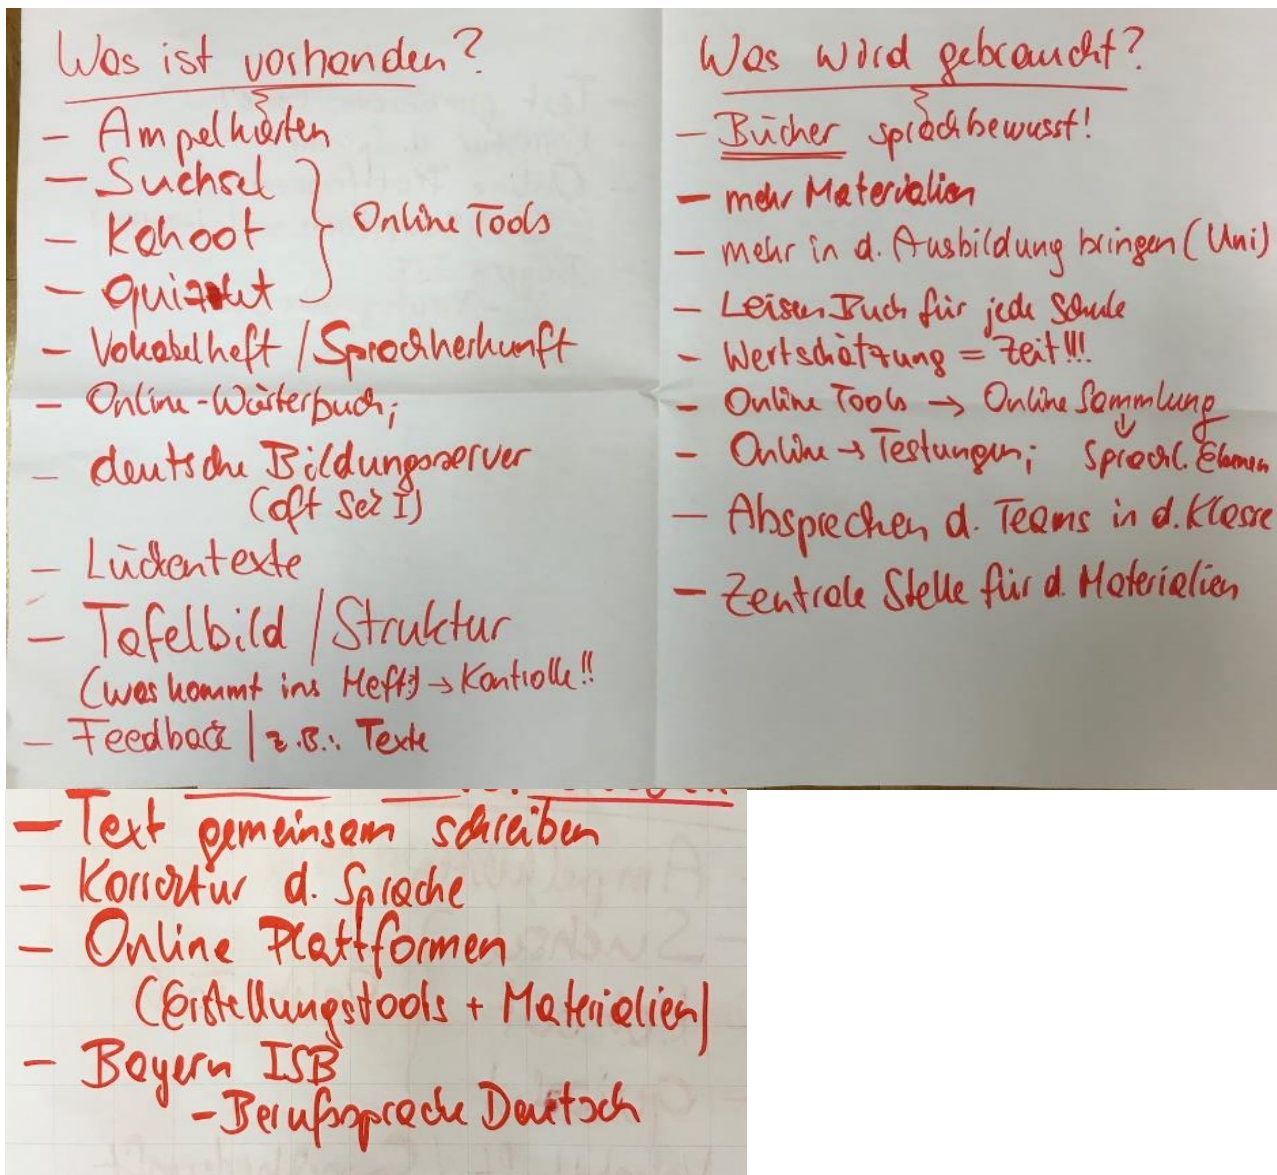 Was ist vorhanden?
- Ampelkarten
- Suchsel
- Kahoot
- Quizlet
Online Tools
- Vokabelheft / Sprachherkunft
- Online-Wörterbuch;
- deutsche Bildungsserver
(oft Sek I)
- Lückentexte
- Tafelbild / Struktur
(was kommt ins Heft) → Kontrolle!!
- Feedback | z.B.: Texte
Was wird gebraucht?
- Bücher sprachbewusst!
- mehr Materialien
- mehr in d. Ausbildung bringen (Uni)
- Leisen Buch für jede Schule
- Wertschätzung = Zeit!!!
- Online Tools → Online Sammlung
- Online → Testungen; Sprachl.
- Absprachen d. Teams in d. Klasse
- Zentrale Stelle für d. Materialien
- Text gemeinsam schreiben
- Korrektur d. Sprache
- Online Plattformen
(Erstellungstools + Materialien)
- Bayern ISB
- Berufssprache Deutsch